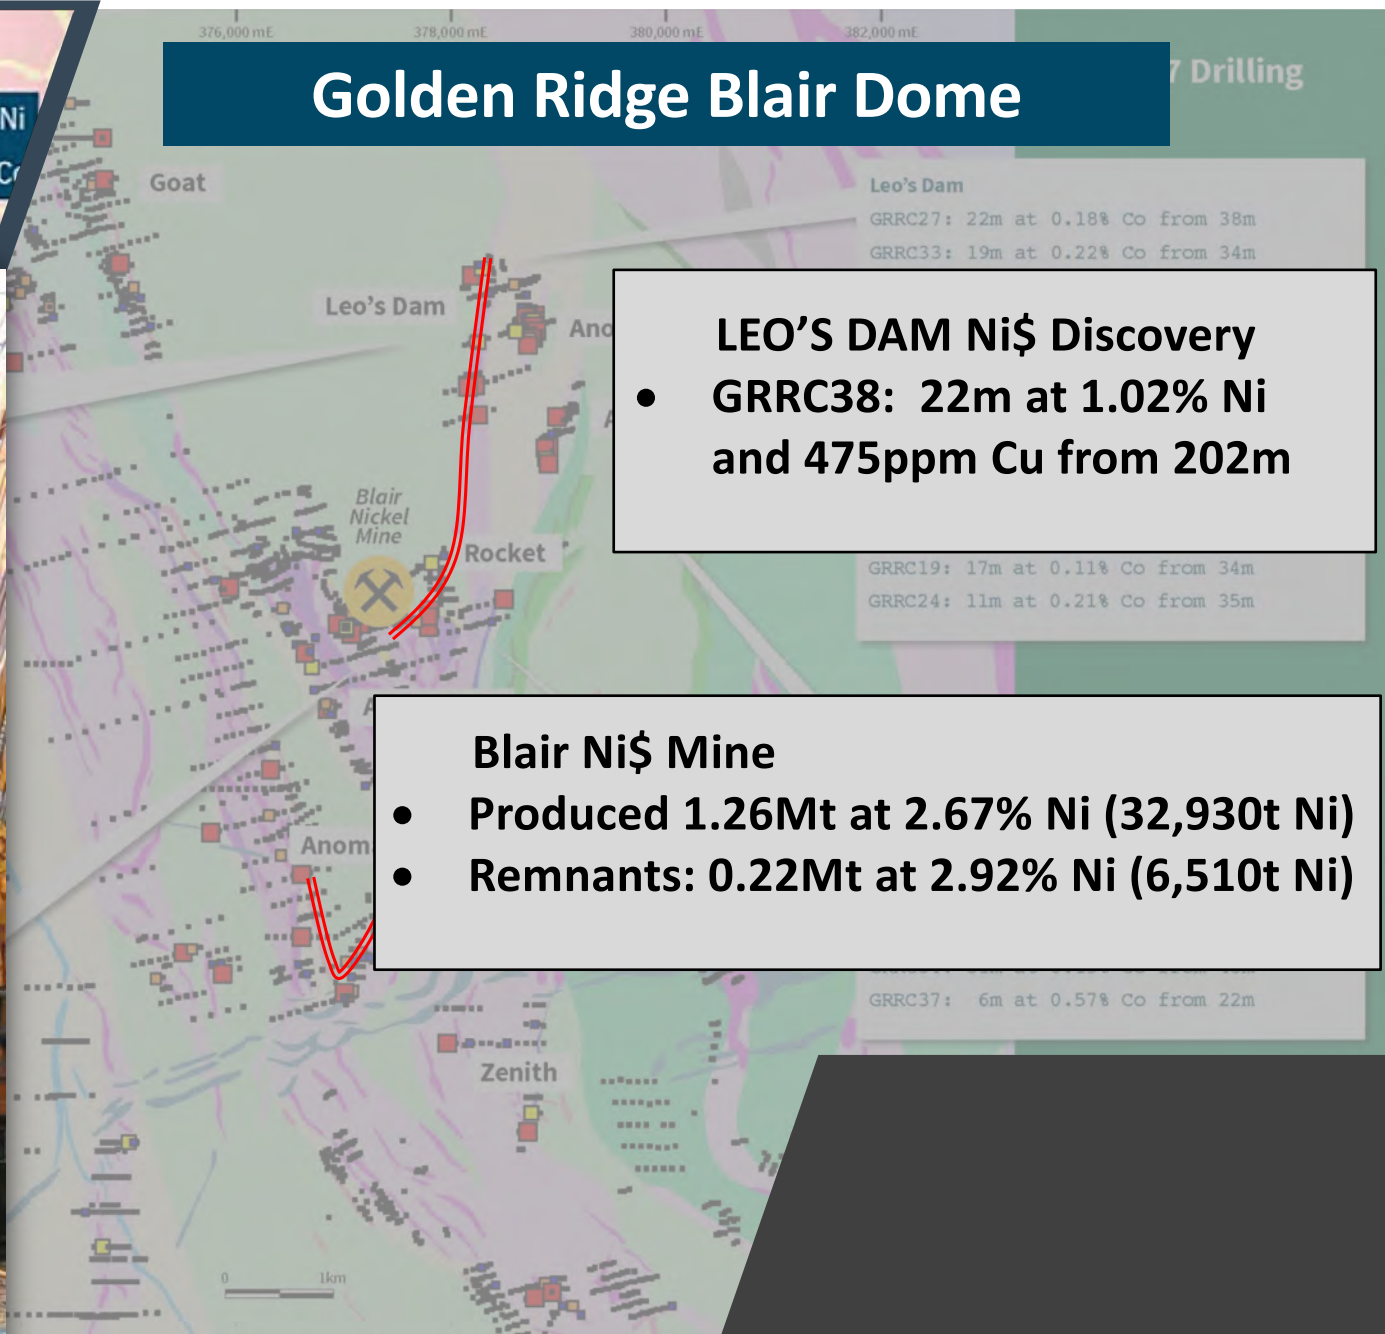 376,000 mE 378,000 mE 380,000 mE 382,000 mE
Golden Ridge Blair Dome
7 Drilling
Ni
Goat
Leo's Dam
GRRC27: 22m at 0.18% Co from 38m
GRRC33: 19m at 0.22% Co from 34m
Leo's Dam
Ano
LEO'S DAM Ni$ Discovery
• GRRC38: 22m at 1.02% Ni
and 475ppm Cu from 202m
Blair
Nickel
Mine
Rocket
GRRC19: 17m at 0.11% Co from 34m
GRRC24: 11m at 0.21% Co from 35m
A
Blair Ni$ Mine
• Produced 1.26Mt at 2.67% Ni (32,930t Ni)
• Remnants: 0.22Mt at 2.92% Ni (6,510t Ni)
Anom
GRRC37: 6m at 0.57% Co from 22m
Zenith
0 1km